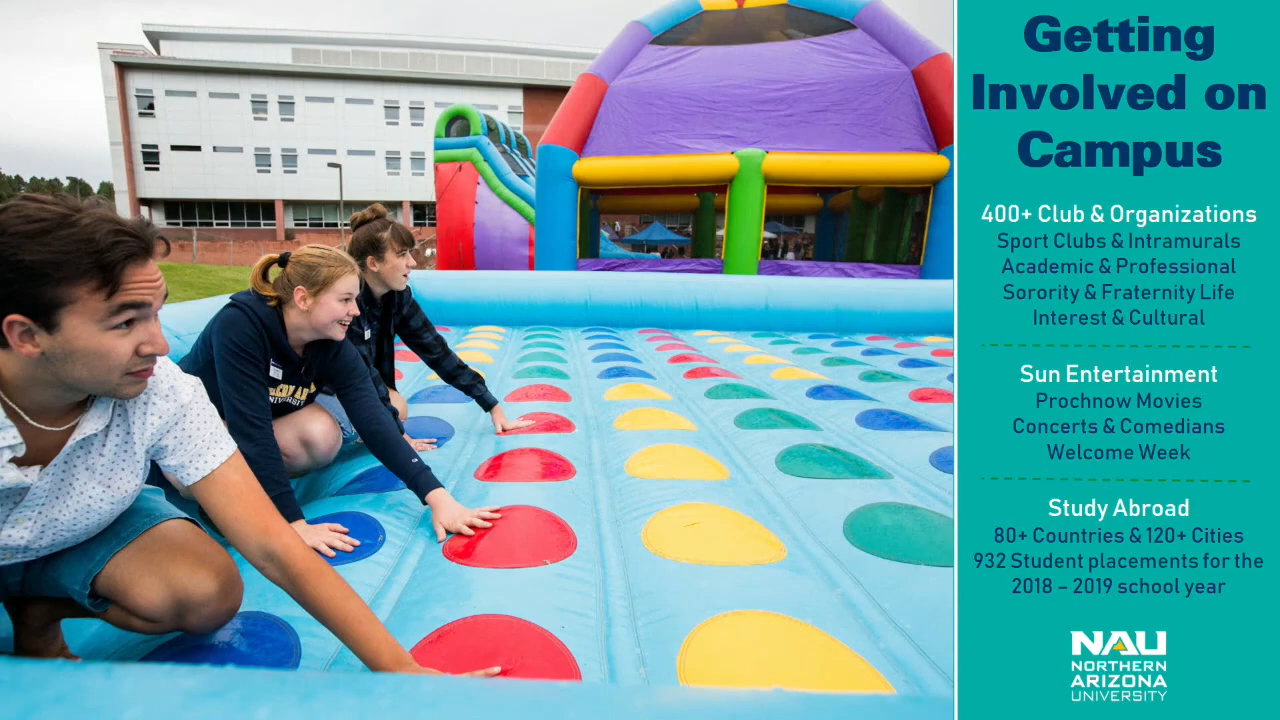 Getting
Involved on
Campus
400+ Club & Organizations
Sport Clubs & Intramurals
Academic & Professional
Sorority & Fraternity Life
Interest & Cultural
Sun Entertainment
Prochnow Movies
Concerts & Comedians
Welcome Week
Study Abroad
80+ Countries & 120+ Cities
932 Student placements for the
2018 – 2019 school year
NAU
NORTHERN
ARIZONA
UNIVERSITY